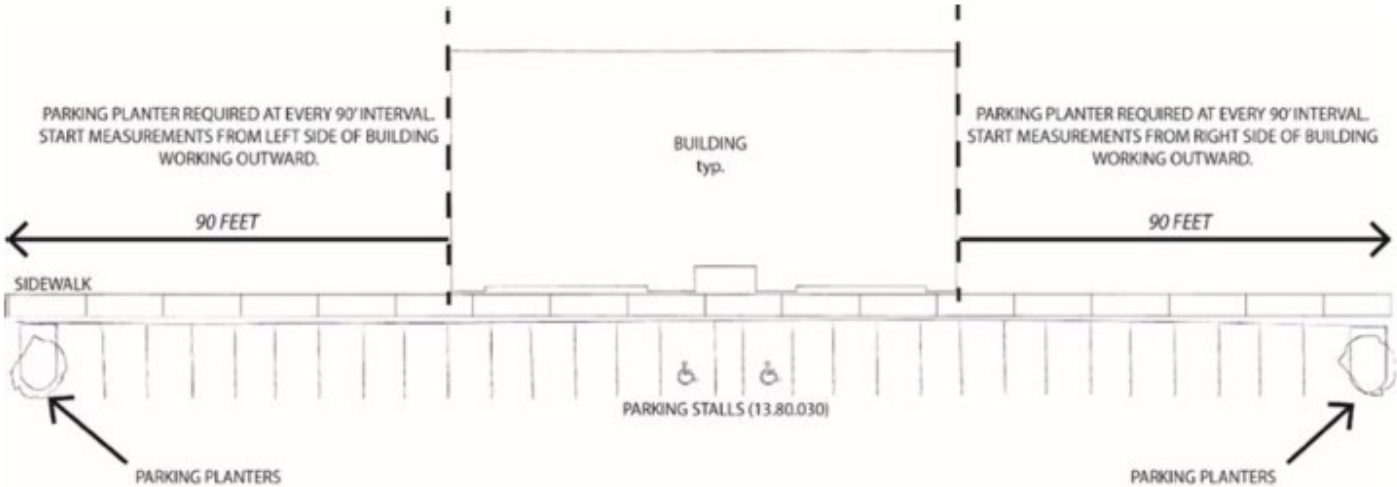 PARKING PLANTER REQUIRED AT EVERY 90' INTERVAL.
START MEASUREMENTS FROM LEFT SIDE OF BUILDING
WORKING OUTWARD.
BUILDING
typ.
PARKING PLANTER REQUIRED AT EVERY 90' INTERVAL.
START MEASUREMENTS FROM RIGHT SIDE OF BUILDING
WORKING OUTWARD.
90 FEET
90 FEET
SIDEWALK
PARKING STALLS (13.80.030)
PARKING PLANTERS
PARKING PLANTERS